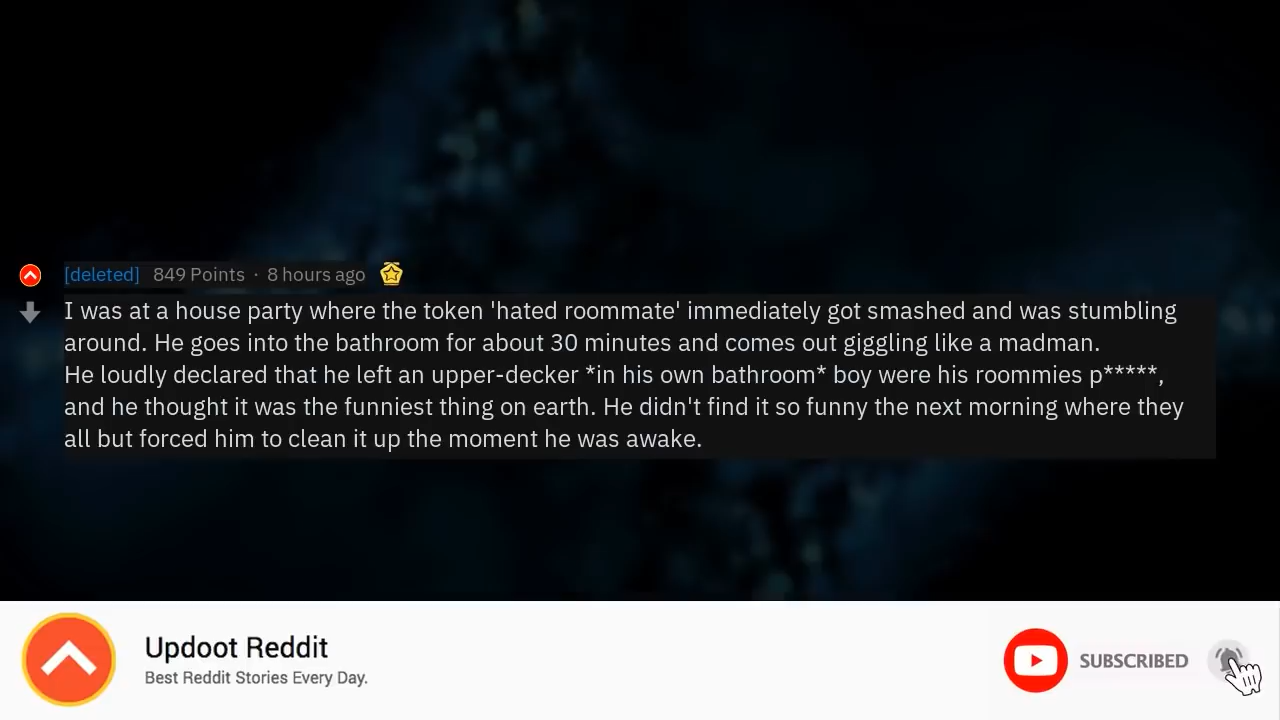 [deleted] 849 Points · 8 hours ago
I was at a house party where the token 'hated roommate' immediately got smashed and was stumbling
around. He goes into the bathroom for about 30 minutes and comes out giggling like a madman.
He loudly declared that he left an upper-decker *in his own bathroom* boy were his roommies p*****,
and he thought it was the funniest thing on earth. He didn't find it so funny the next morning where they
all but forced him to clean it up the moment he was awake.
Updoot Reddit
Best Reddit Stories Every Day.
SUBSCRIBED